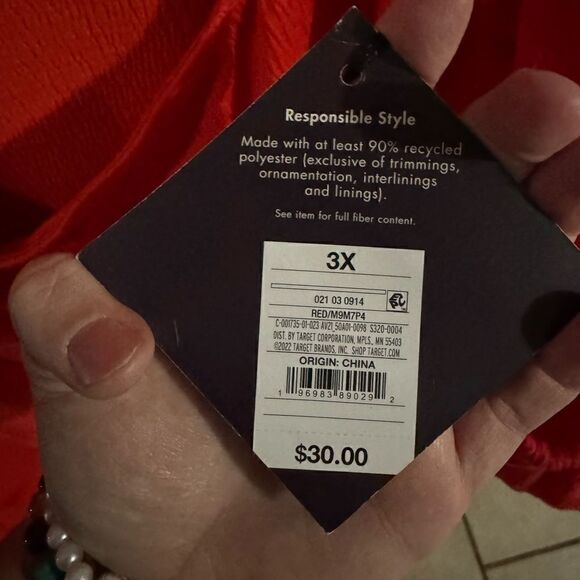 Responsible Style
Made with at least 90% recycled
polyester (exclusive of trimmings,
ornamentation, interlinings
and linings).
See item for full fiber content.
3X
021 03 0914
RED/M9M7P4
C-001735-01-023 AV21_50A01-0098 S320-0004
DIST. BY TARGET CORPORATION, MPLS., MN 55403
©2022 TARGET BRANDS, INC. SHOP TARGET.COM
ORIGIN: CHINA
1 96983 89029 2
$30.00